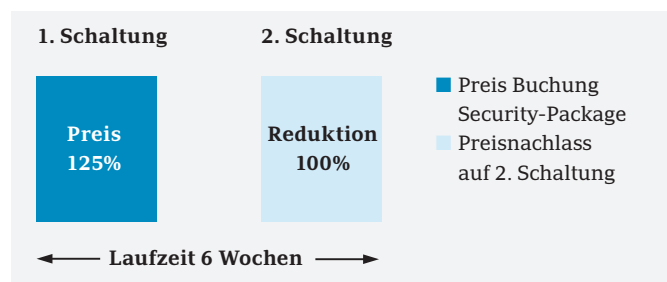 1. Schaltung
2. Schaltung
Preis
125%
Reduktion
100%
Preis Buchung
Security-Package
Preisnachlass
auf 2. Schaltung
Laufzeit 6 Wochen